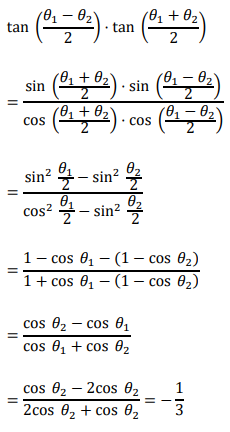 tan ((θ₁ − θ₂)/2) · tan ((θ₁ + θ₂)/2)
= (sin ((θ₁ + θ₂)/2) · sin ((θ₁ − θ₂)/2))/(cos ((θ₁ + θ₂)/2) · cos ((θ₁ − θ₂)/2))
= (sin² θ₁/2 − sin² θ₂/2)/(cos² θ₁/2 − sin² θ₂/2)
= (1 − cos θ₁ − (1 − cos θ₂))/(1 + cos θ₁ − (1 − cos θ₂))
= (cos θ₂ − cos θ₁)/(cos θ₁ + cos θ₂)
= (cos θ₂ − 2cos θ₂)/(2cos θ₂ + cos θ₂) = −1/3